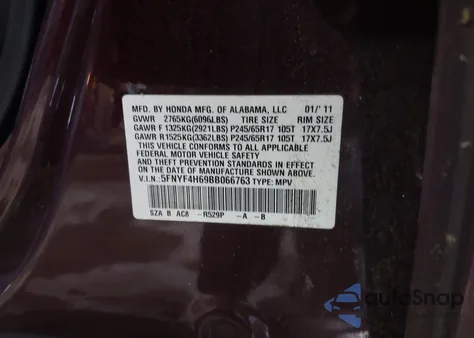 MFD. BY HONDA MFG. OF ALABAMA, LLC 01/'11
GVWR 2765KG(6096LBS) TIRE SIZE RIM SIZE
GAWR F 1325KG(2921LBS) P245/65R17 105T 17X7.5J
GAWR R1525KG(3362LBS) P245/65R17 105T 17X7.5J
THIS VEHICLE CONFORMS TO ALL APPLICABLE
FEDERAL MOTOR VEHICLE SAFETY
AND THEFT PREVENTION STANDARDS IN EFFECT
ON THE DATE OF MANUFACTURE SHOWN ABOVE.
V.I.N.:5FNYF4H69BB066763 TYPE: MPV
SZA B AC8 -R529P -A -B
autoSnap